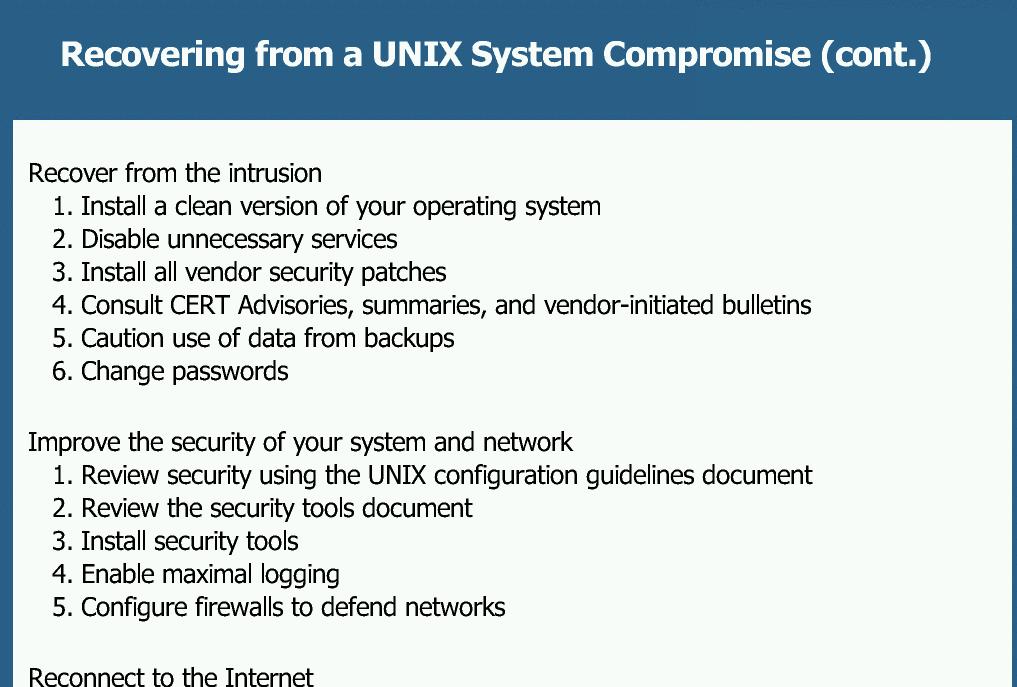 Recovering from a UNIX System Compromise (cont.)
Recover from the intrusion
1. Install a clean version of your operating system
2. Disable unnecessary services
3. Install all vendor security patches
4. Consult CERT Advisories, summaries, and vendor-initiated bulletins
5. Caution use of data from backups
6. Change passwords
Improve the security of your system and network
1. Review security using the UNIX configuration guidelines document
2. Review the security tools document
3. Install security tools
4. Enable maximal logging
5. Configure firewalls to defend networks
Reconnect to the Internet